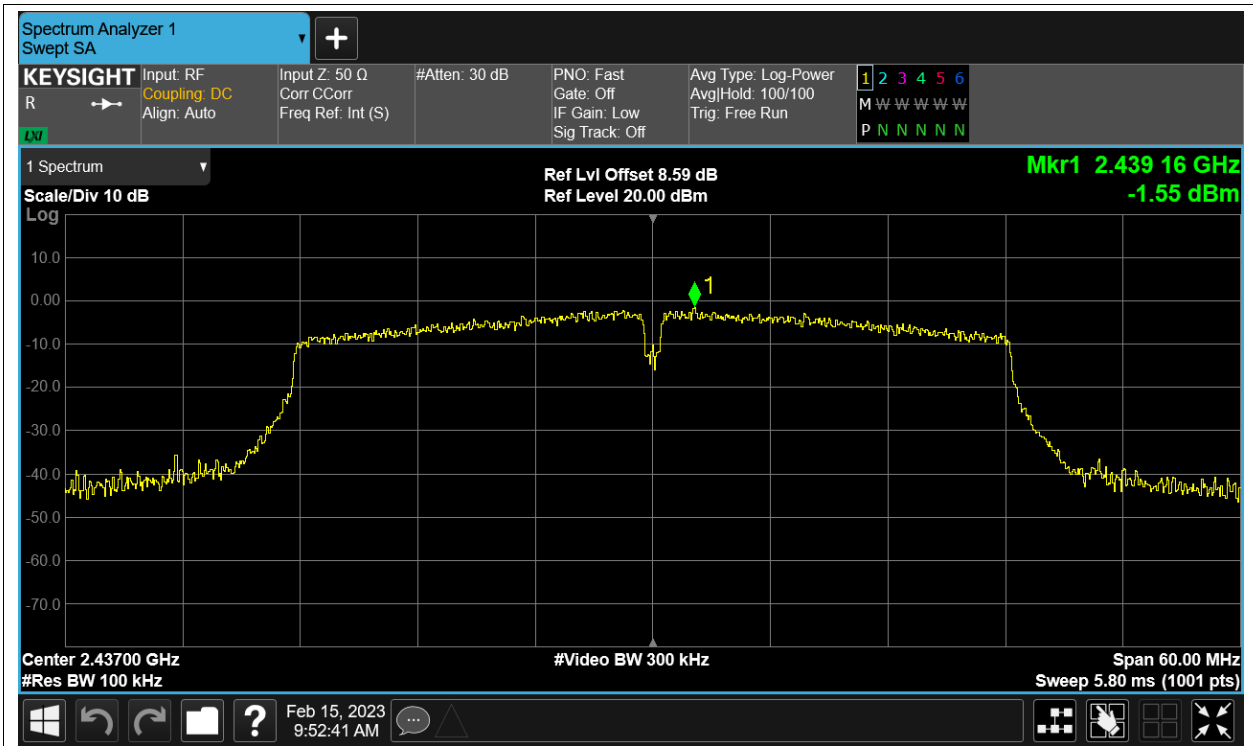 Spectrum Analyzer 1
Swept SA
KEYSIGHT
R
LXI
Input: RF
Coupling: DC
Align: Auto
Input Z: 50 Ω
Corr CCorr
Freq Ref: Int (S)
#Atten: 30 dB
PNO: Fast
Gate: Off
IF Gain: Low
Sig Track: Off
Avg Type: Log-Power
Avg|Hold: 100/100
Trig: Free Run
1 2 3 4 5 6
M W W W W W
P N N N N N
1 Spectrum
Scale/Div 10 dB
Log
Ref Lvl Offset 8.59 dB
Ref Level 20.00 dBm
Mkr1 2.439 16 GHz
-1.55 dBm
1
10.0
0.00
-10.0
-20.0
-30.0
-40.0
-50.0
-60.0
-70.0
Center 2.43700 GHz
#Res BW 100 kHz
#Video BW 300 kHz
Span 60.00 MHz
Sweep 5.80 ms (1001 pts)
?
Feb 15, 2023
9:52:41 AM